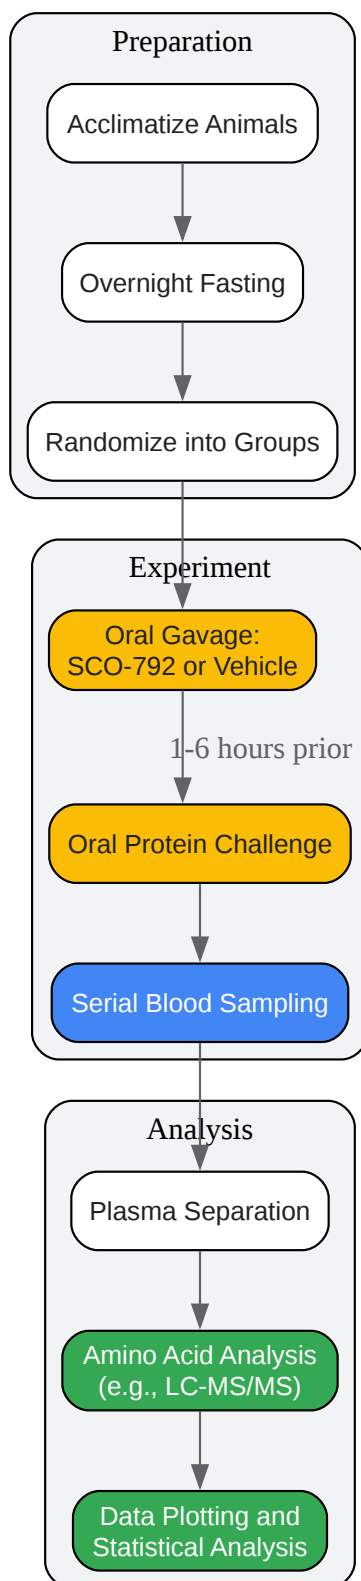 Preparation
Acclimatize Animals
Overnight Fasting
Randomize into Groups
Experiment
Oral Gavage:
SCO-792 or Vehicle
1-6 hours prior
Oral Protein Challenge
Serial Blood Sampling
Analysis
Plasma Separation
Amino Acid Analysis
(e.g., LC-MS/MS)
Data Plotting and
Statistical Analysis